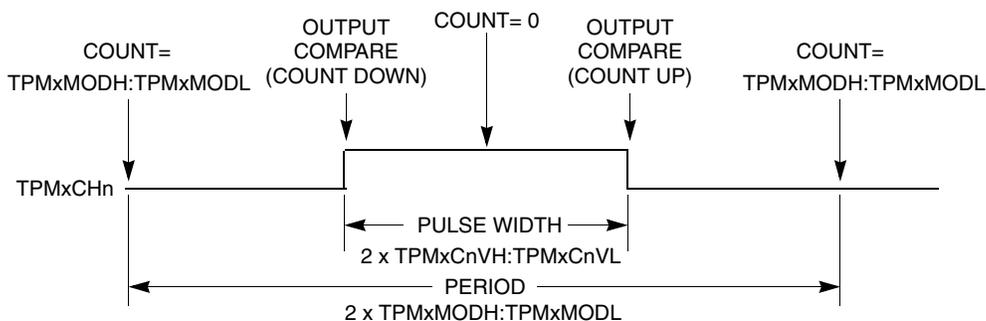 COUNT=
TPMxMODH:TPMxMODL
OUTPUT
COMPARE
(COUNT DOWN)
COUNT= 0
OUTPUT
COMPARE
(COUNT UP)
COUNT=
TPMxMODH:TPMxMODL
TPMxCHn
PULSE WIDTH
2 x TPMxCnVH:TPMxCnVL
PERIOD
2 x TPMxMODH:TPMxMODL